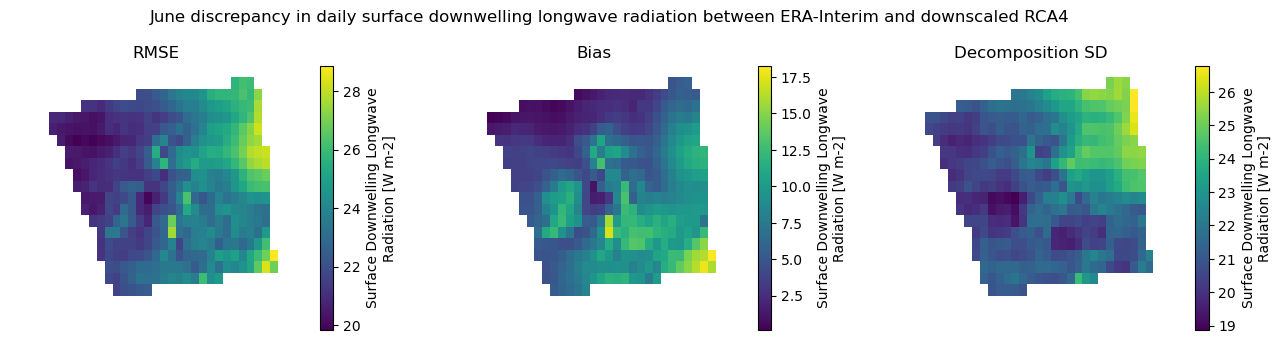 June discrepancy in daily surface downwelling longwave radiation between ERA-Interim and downscaled RCA4
RMSE
28
26
24
22
20
Surface Downwelling Longwave
Radiation [W m-2]
Bias
17.5
15.0
12.5
10.0
7.5
5.0
2.5
Surface Downwelling Longwave
Radiation [W m-2]
Decomposition SD
26
25
24
23
22
21
20
19
Surface Downwelling Longwave
Radiation [W m-2]